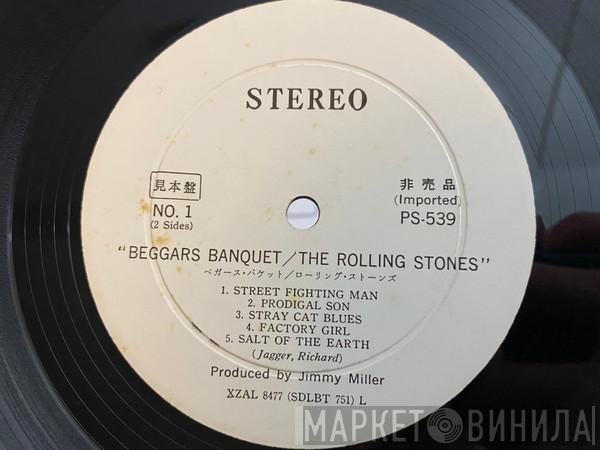 STEREO
見本盤
NO. 1
(2 Sides)
非売品
(Imported)
PS-539
"BEGGARS BANQUET/THE ROLLING STONES"
ベガース・バケット/ローリング・ストーンズ
1. STREET FIGHTING MAN
2. PRODIGAL SON
3. STRAY CAT BLUES
4. FACTORY GIRL
5. SALT OF THE EARTH
(Jagger, Richard)
Produced by Jimmy Miller
XZAL 8477 (SDLBT 751) L
МАРКЕТ ВИНИЛА